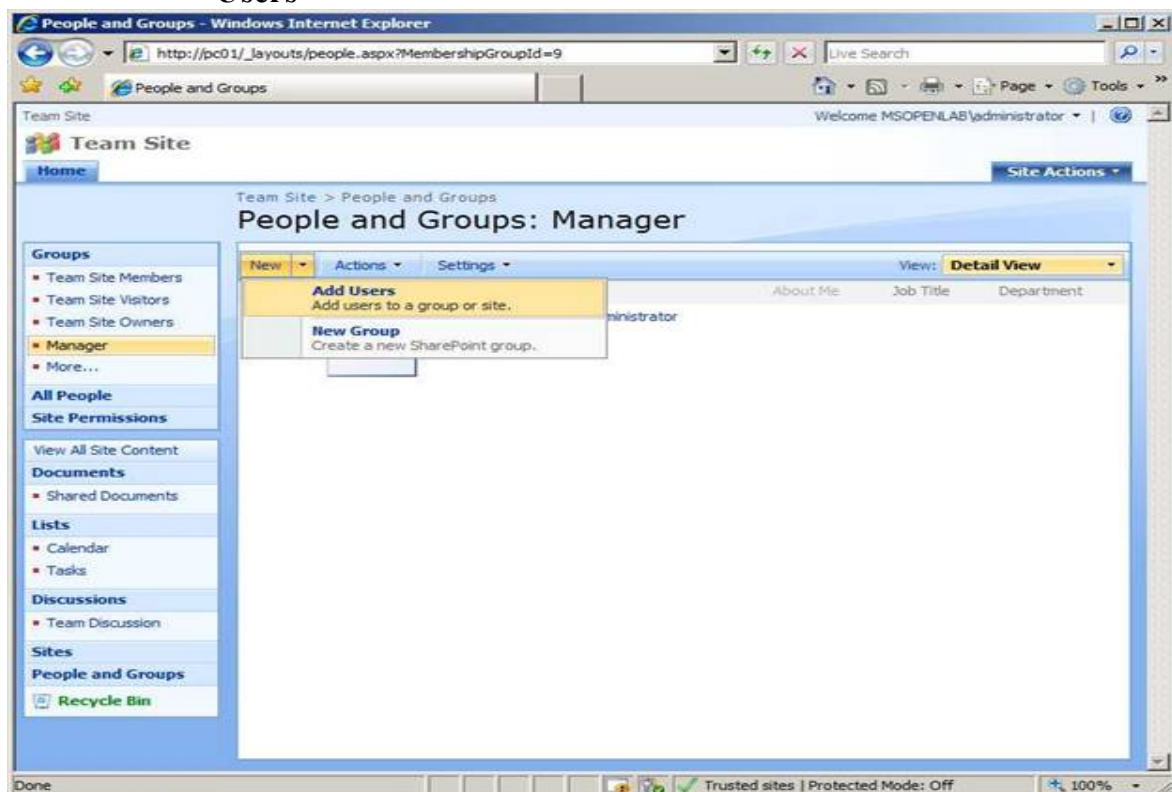 Users
People and Groups - Windows Internet Explorer
http://pc01/_layouts/people.aspx?MembershipGroupId=9
Live Search
People and Groups
Page Tools
Team Site
Welcome MSOPENLAB\administrator
Team Site
Home
Site Actions
Team Site > People and Groups
People and Groups: Manager
Groups
Team Site Members
Team Site Visitors
Team Site Owners
Manager
More...
All People
Site Permissions
View All Site Content
Documents
Shared Documents
Lists
Calendar
Tasks
Discussions
Team Discussion
Sites
People and Groups
Recycle Bin
New Actions Settings View: Detail View
About Me Job Title Department
Add Users
Add users to a group or site.
ministrator
New Group
Create a new SharePoint group.
Done
Trusted sites | Protected Mode: Off
100%